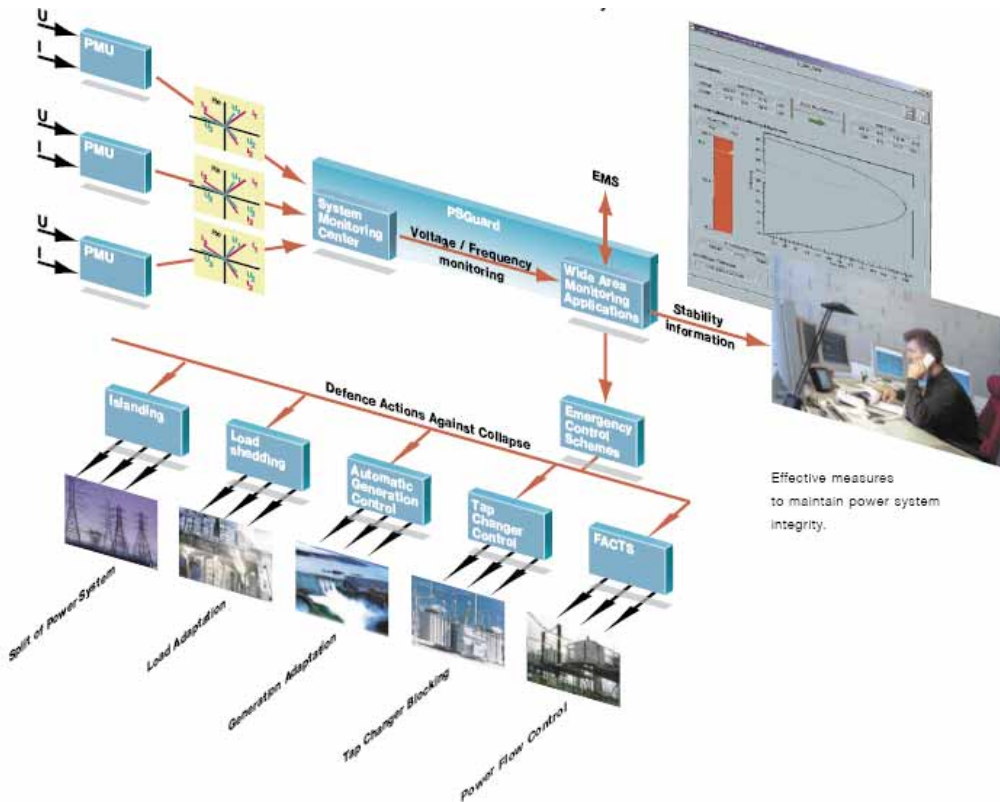 U
I
PMU
U
I
PMU
U
I
PMU
PSGuard
System
Monitoring
Center
Voltage / Frequency
monitoring
EMS
Wide Area
Monitoring
Applications
Stability
information
Defence Actions Against Collapse
Islanding
Load
shedding
Automatic
Generation
Control
Tap
Changer
Control
Emergency
Control
Schemes
FACTS
Effective measures
to maintain power system
integrity.
Split of Power System
Load Adaptation
Generation Adaptation
Tap Changer Blocking
Power Flow Control